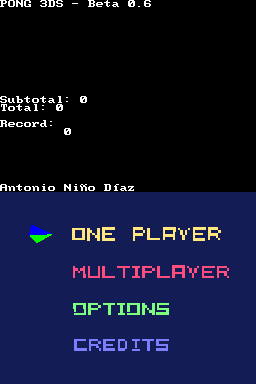 PONG 3DS - Beta 0.6
Subtotal: 0
Total: 0
Record:
0
Antonio Niño Díaz
ONE PLAYER
MULTIPLAYER
OPTIONS
CREDITS